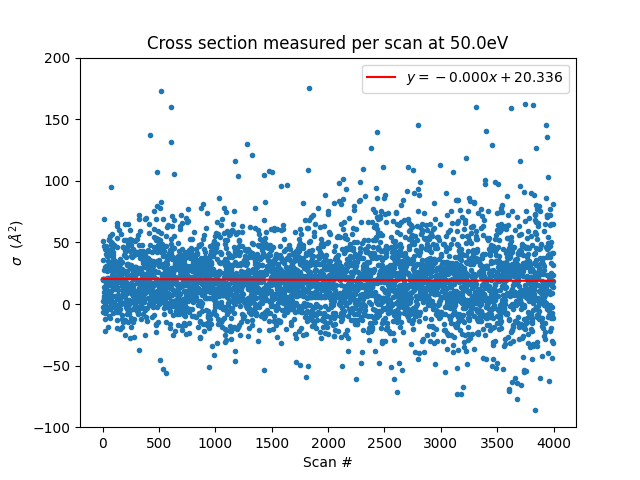 Cross section measured per scan at 50.0eV
y = −0.000x + 20.336
200
150
100
50
0
−50
−100
σ (Å²)
0 500 1000 1500 2000 2500 3000 3500 4000
Scan #